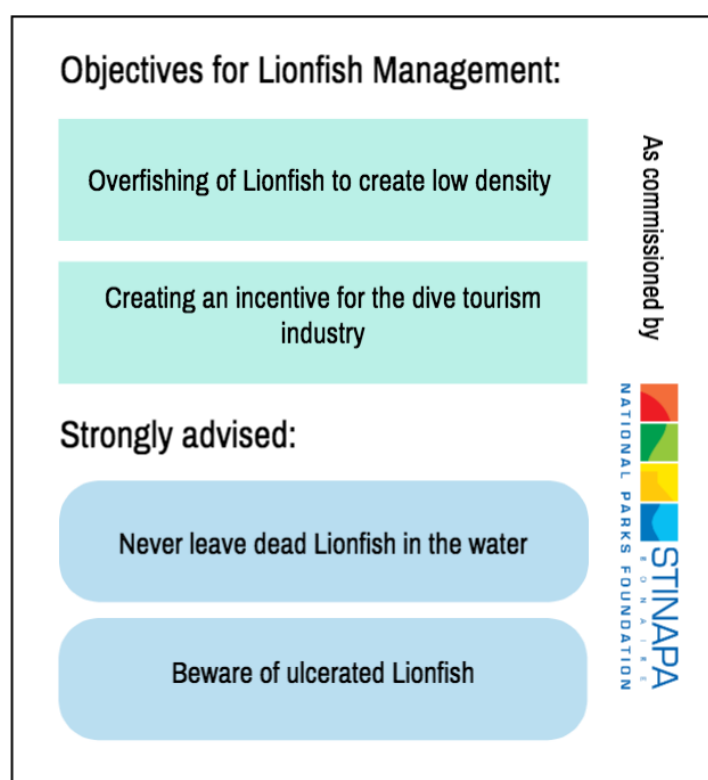 Objectives for Lionfish Management:
Overfishing of Lionfish to create low density
Creating an incentive for the dive tourism
industry
Strongly advised:
Never leave dead Lionfish in the water
Beware of ulcerated Lionfish
As commissioned by
STINAPA
BONAIRE
NATIONAL PARKS FOUNDATION